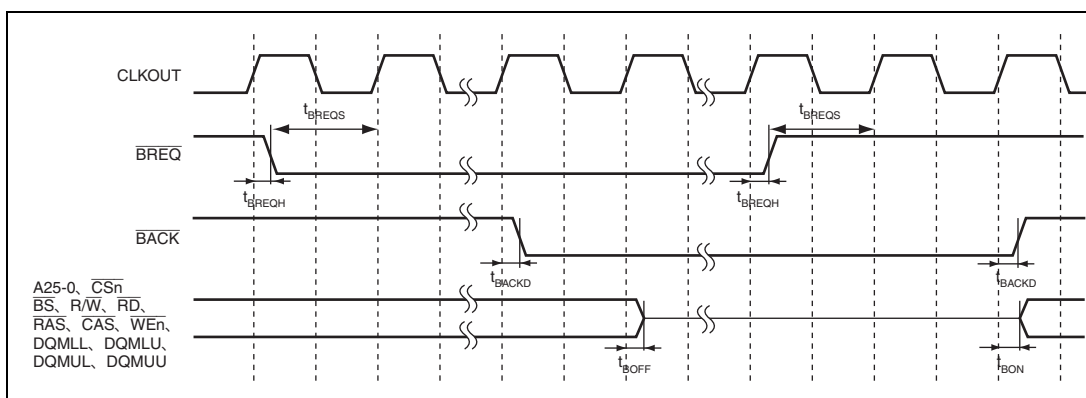 CLKOUT
tBREQS
tBREQS
BREQ
tBREQH
tBREQH
BACK
tBACKD
tBACKD
A25-0、CSn
BS、R/W、RD、
RAS、CAS、WEn、
DQMLL、DQMLU、
DQMUL、DQMUU
tBOFF
tBON